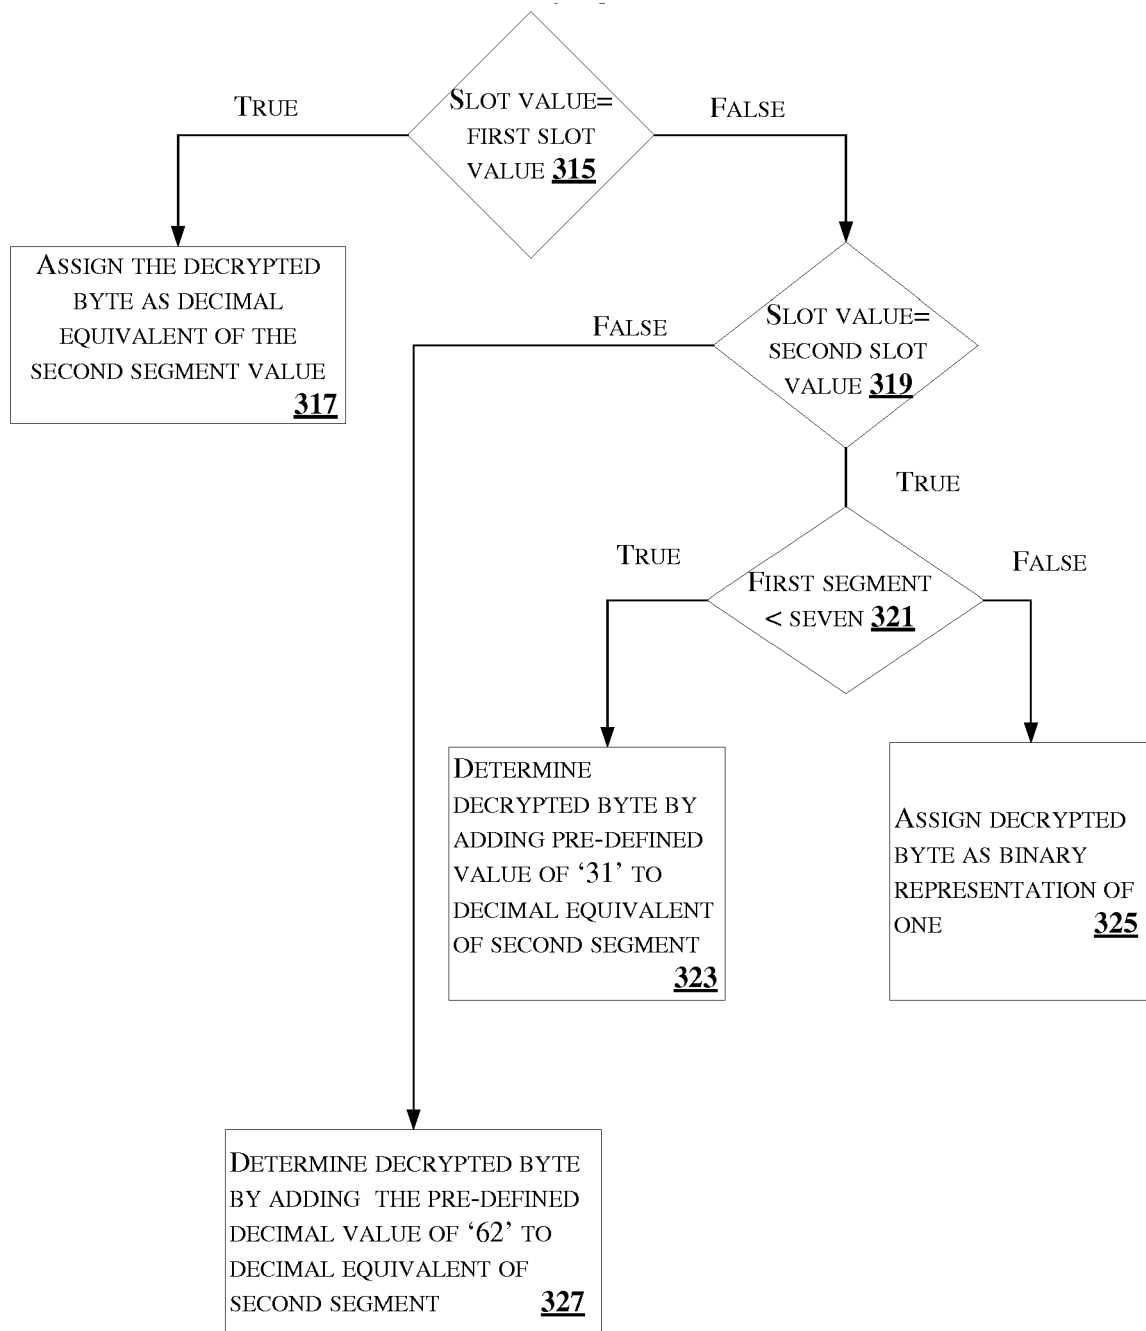 TRUE
FALSE
SLOT VALUE=
FIRST SLOT
VALUE 315
ASSIGN THE DECRYPTED
BYTE AS DECIMAL
EQUIVALENT OF THE
SECOND SEGMENT VALUE
317
FALSE
SLOT VALUE=
SECOND SLOT
VALUE 319
TRUE
TRUE
FALSE
FIRST SEGMENT
< SEVEN 321
DETERMINE
DECRYPTED BYTE BY
ADDING PRE-DEFINED
VALUE OF ‘31’ TO
DECIMAL EQUIVALENT
OF SECOND SEGMENT
323
ASSIGN DECRYPTED
BYTE AS BINARY
REPRESENTATION OF
ONE 325
DETERMINE DECRYPTED BYTE
BY ADDING THE PRE-DEFINED
DECIMAL VALUE OF ‘62’ TO
DECIMAL EQUIVALENT OF
SECOND SEGMENT 327